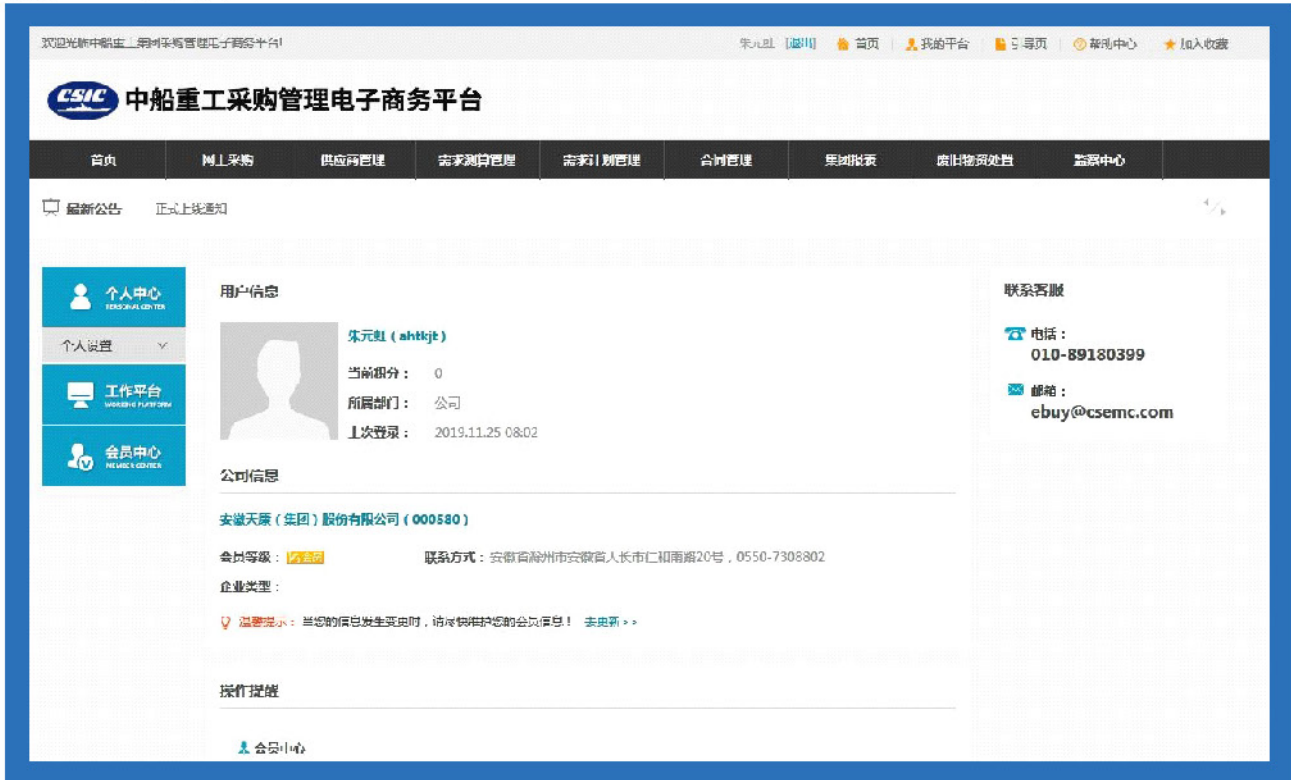 欢迎光临中船重工集团采购管理电子商务平台!
朱元虹 [退出] 首页 我的平台 引导页 帮助中心 加入收藏
CSIC 中船重工采购管理电子商务平台
首页 网上采购 供应商管理 需求测算管理 需求计划管理 合同管理 集团报表 废旧物资处置 监察中心
最新公告 正式上线通知
个人中心
PERSONAL CENTER
个人设置
工作平台
WORKING PLATFORM
会员中心
MEMBER CENTER
用户信息
朱元虹 ( ahtkjt )
当前积分: 0
所属部门: 公司
上次登录: 2019.11.25 08:02
公司信息
安徽天康(集团)股份有限公司 ( 000580 )
会员等级:
联系方式:安徽省滁州市安徽省天长市仁和南路20号,0550-7308802
企业类型:
温馨提示:当您的信息发生变更时,请尽快维护您的会员信息! 去更新>>
操作提醒
会员中心
联系客服
电话:
010-89180399
邮箱:
ebuy@csemc.com